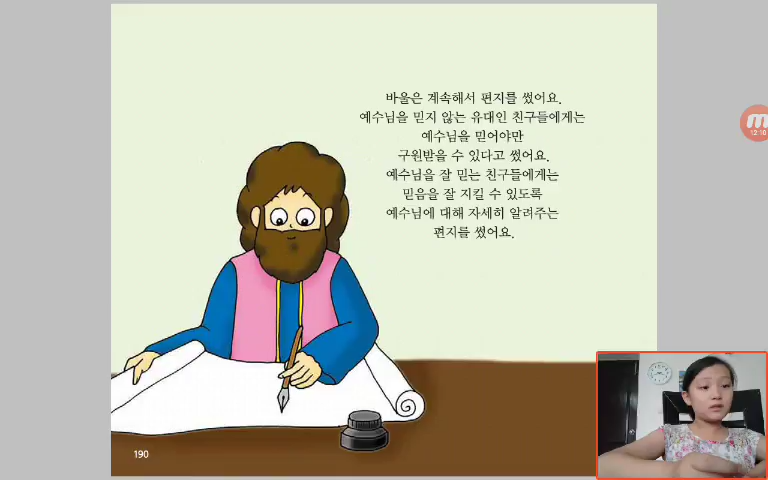 바울은 계속해서 편지를 썼어요.
예수님을 믿지 않는 유대인 친구들에게는
예수님을 믿어야만
구원받을 수 있다고 썼어요.
예수님을 잘 믿는 친구들에게는
믿음을 잘 지킬 수 있도록
예수님에 대해 자세히 알려주는
편지를 썼어요.
190
12:10